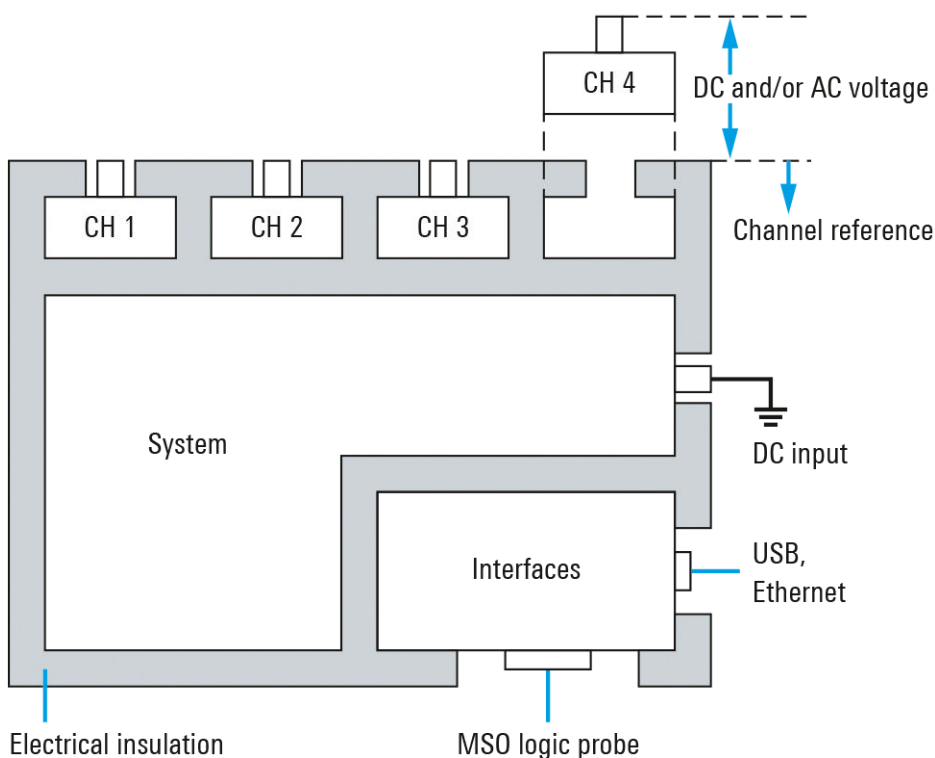 CH 4
DC and/or AC voltage
CH 1
CH 2
CH 3
Channel reference
System
DC input
Interfaces
USB,
Ethernet
Electrical insulation
MSO logic probe